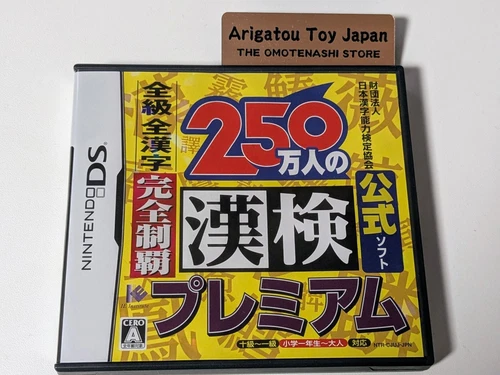 Arigatou Toy Japan
THE OMOTENASHI STORE
NINTENDO DS
全級全漢字
完全制覇
250
万人の
漢検
プレミアム
財団法人
日本漢字能力検定協会
公式ソフト
CERO A
十級～一級 小学一年生～大人 対応
NTR-CJUJ-JPN